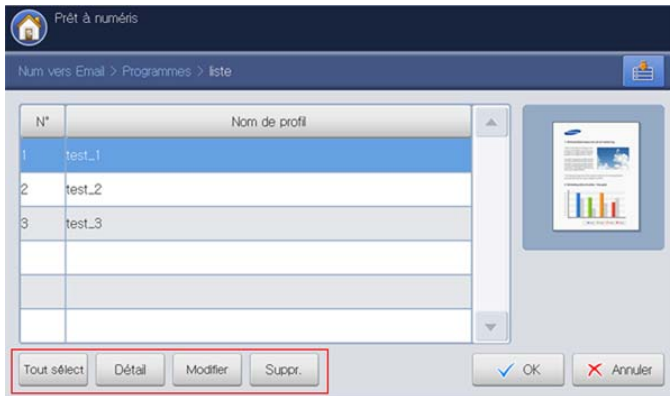 Prêt à numéris
Num vers Email > Programmes > liste
N° Nom de profil
1 test_1
2 test_2
3 test_3
Tout sélect Détail Modifier Suppr. OK Annuler